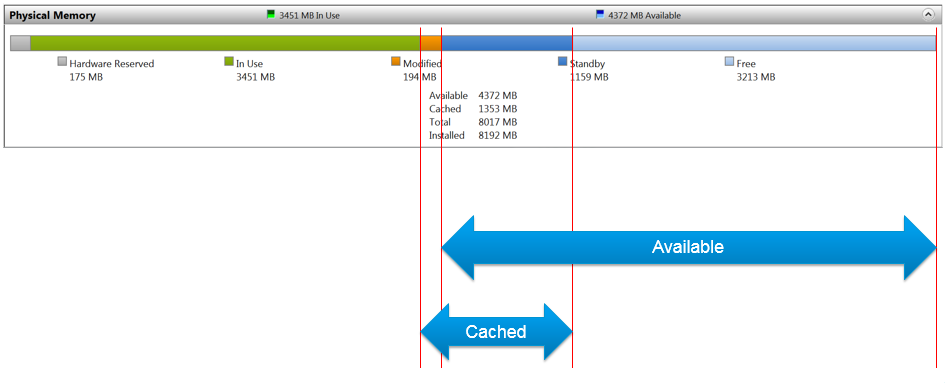 Physical Memory 3451 MB In Use 4372 MB Available
Hardware Reserved In Use Modified Standby Free
175 MB 3451 MB 194 MB 1159 MB 3213 MB
Available 4372 MB
Cached 1353 MB
Total 8017 MB
Installed 8192 MB
Available
Cached